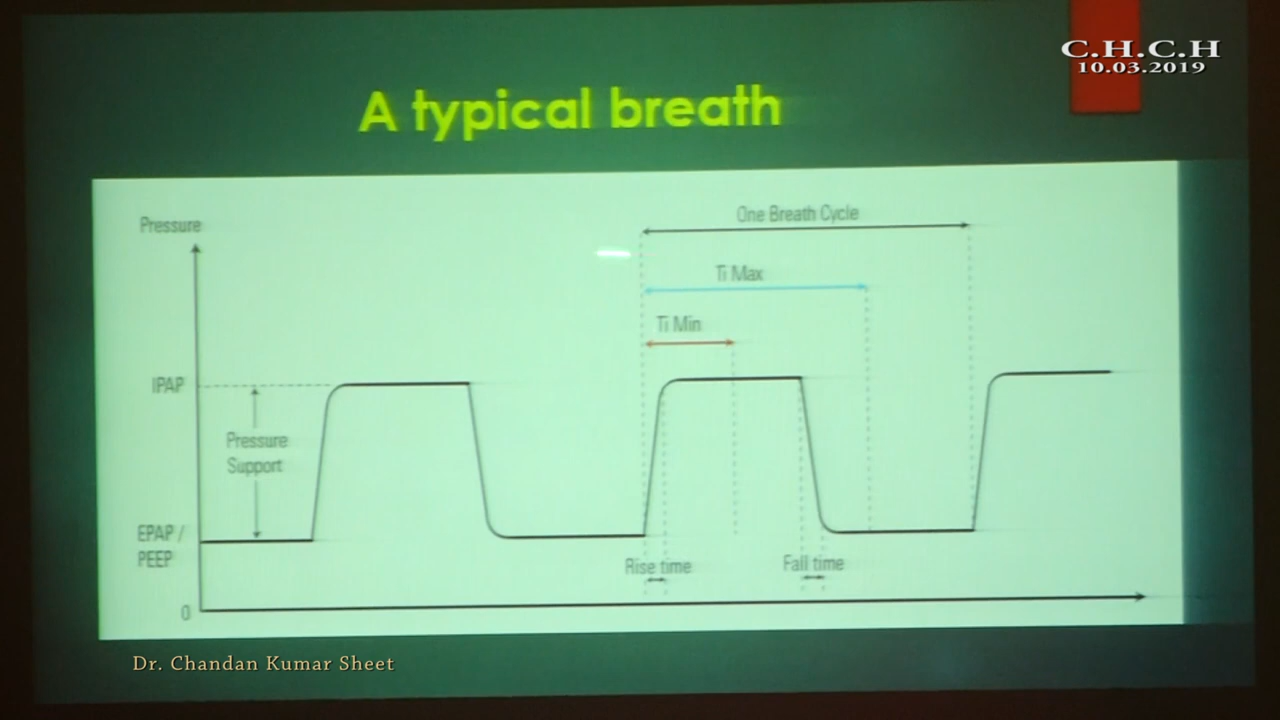 C.H.C.H
10.03.2019
A typical breath
Pressure
One Breath Cycle
Ti Max
Ti Min
IPAP
Pressure
Support
EPAP /
PEEP
Rise time
Fall time
0
Dr. Chandan Kumar Sheet